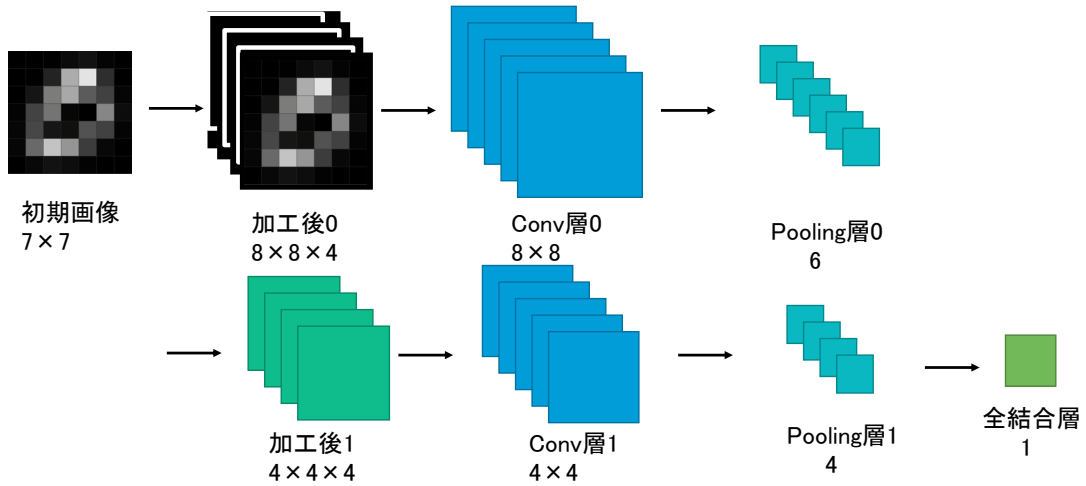 初期画像
7×7
加工後0
8×8×4
Conv層0
8×8
Pooling層0
6
加工後1
4×4×4
Conv層1
4×4
Pooling層1
4
全結合層
1